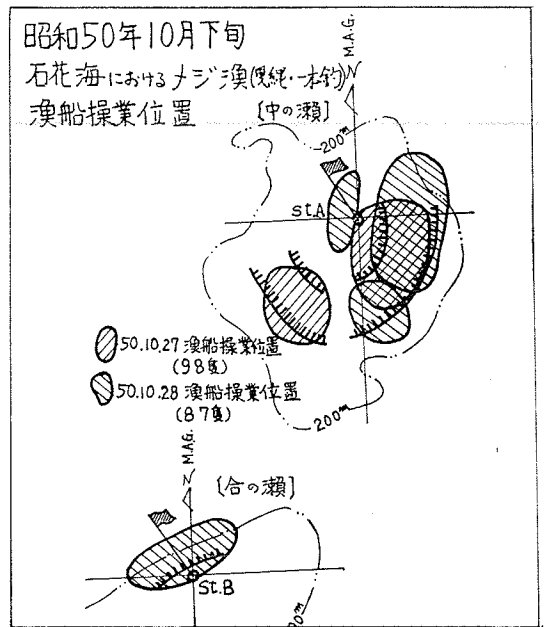 昭和50年10月下旬
石花海におけるメジ漁(曳縄・一本釣)
漁船操業位置
[中の瀬]
N M.A.G.
200m
St.A
50.10.27 漁船操業位置
(98隻)
50.10.28 漁船操業位置
(87隻)
200m
N M.A.G.
[合の瀬]
St.B
200m